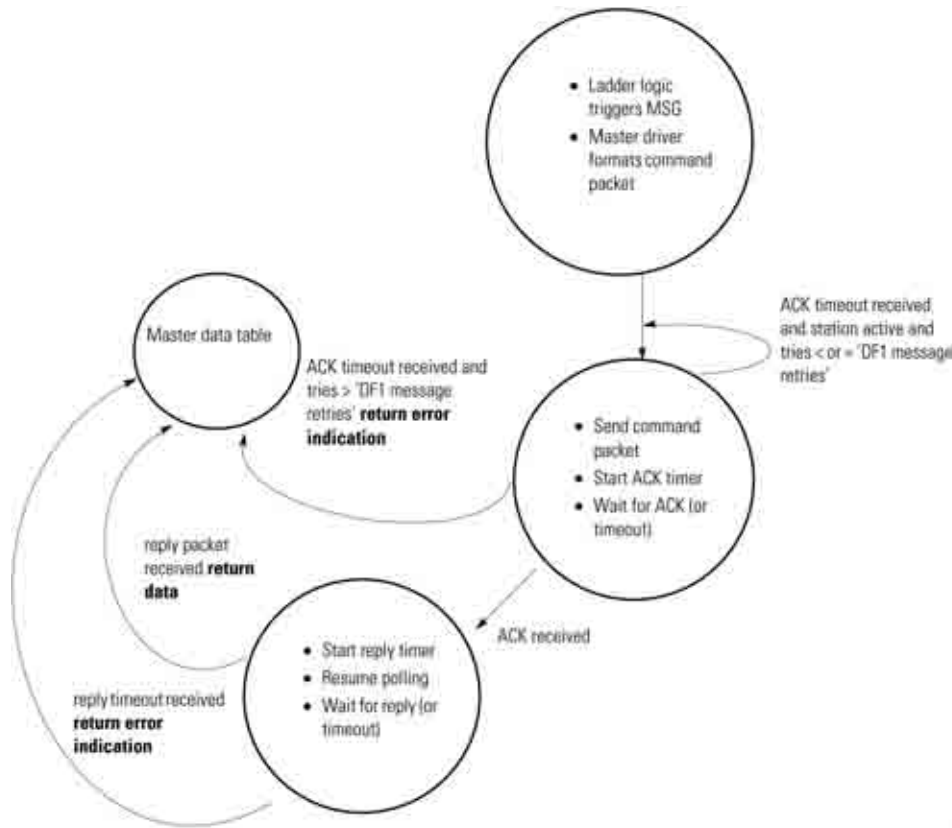 • Ladder logic
triggers MSG
• Master driver
formats command
packet
ACK timeout received
and station active and
tries < or = 'DF1 message
retries'
Master data table
ACK timeout received and
tries > 'DF1 message
retries' return error
indication
• Send command
packet
• Start ACK timer
• Wait for ACK (or
timeout)
reply packet
received return
data
ACK received
• Start reply timer
• Resume polling
• Wait for reply (or
timeout)
reply timeout received
return error
indication